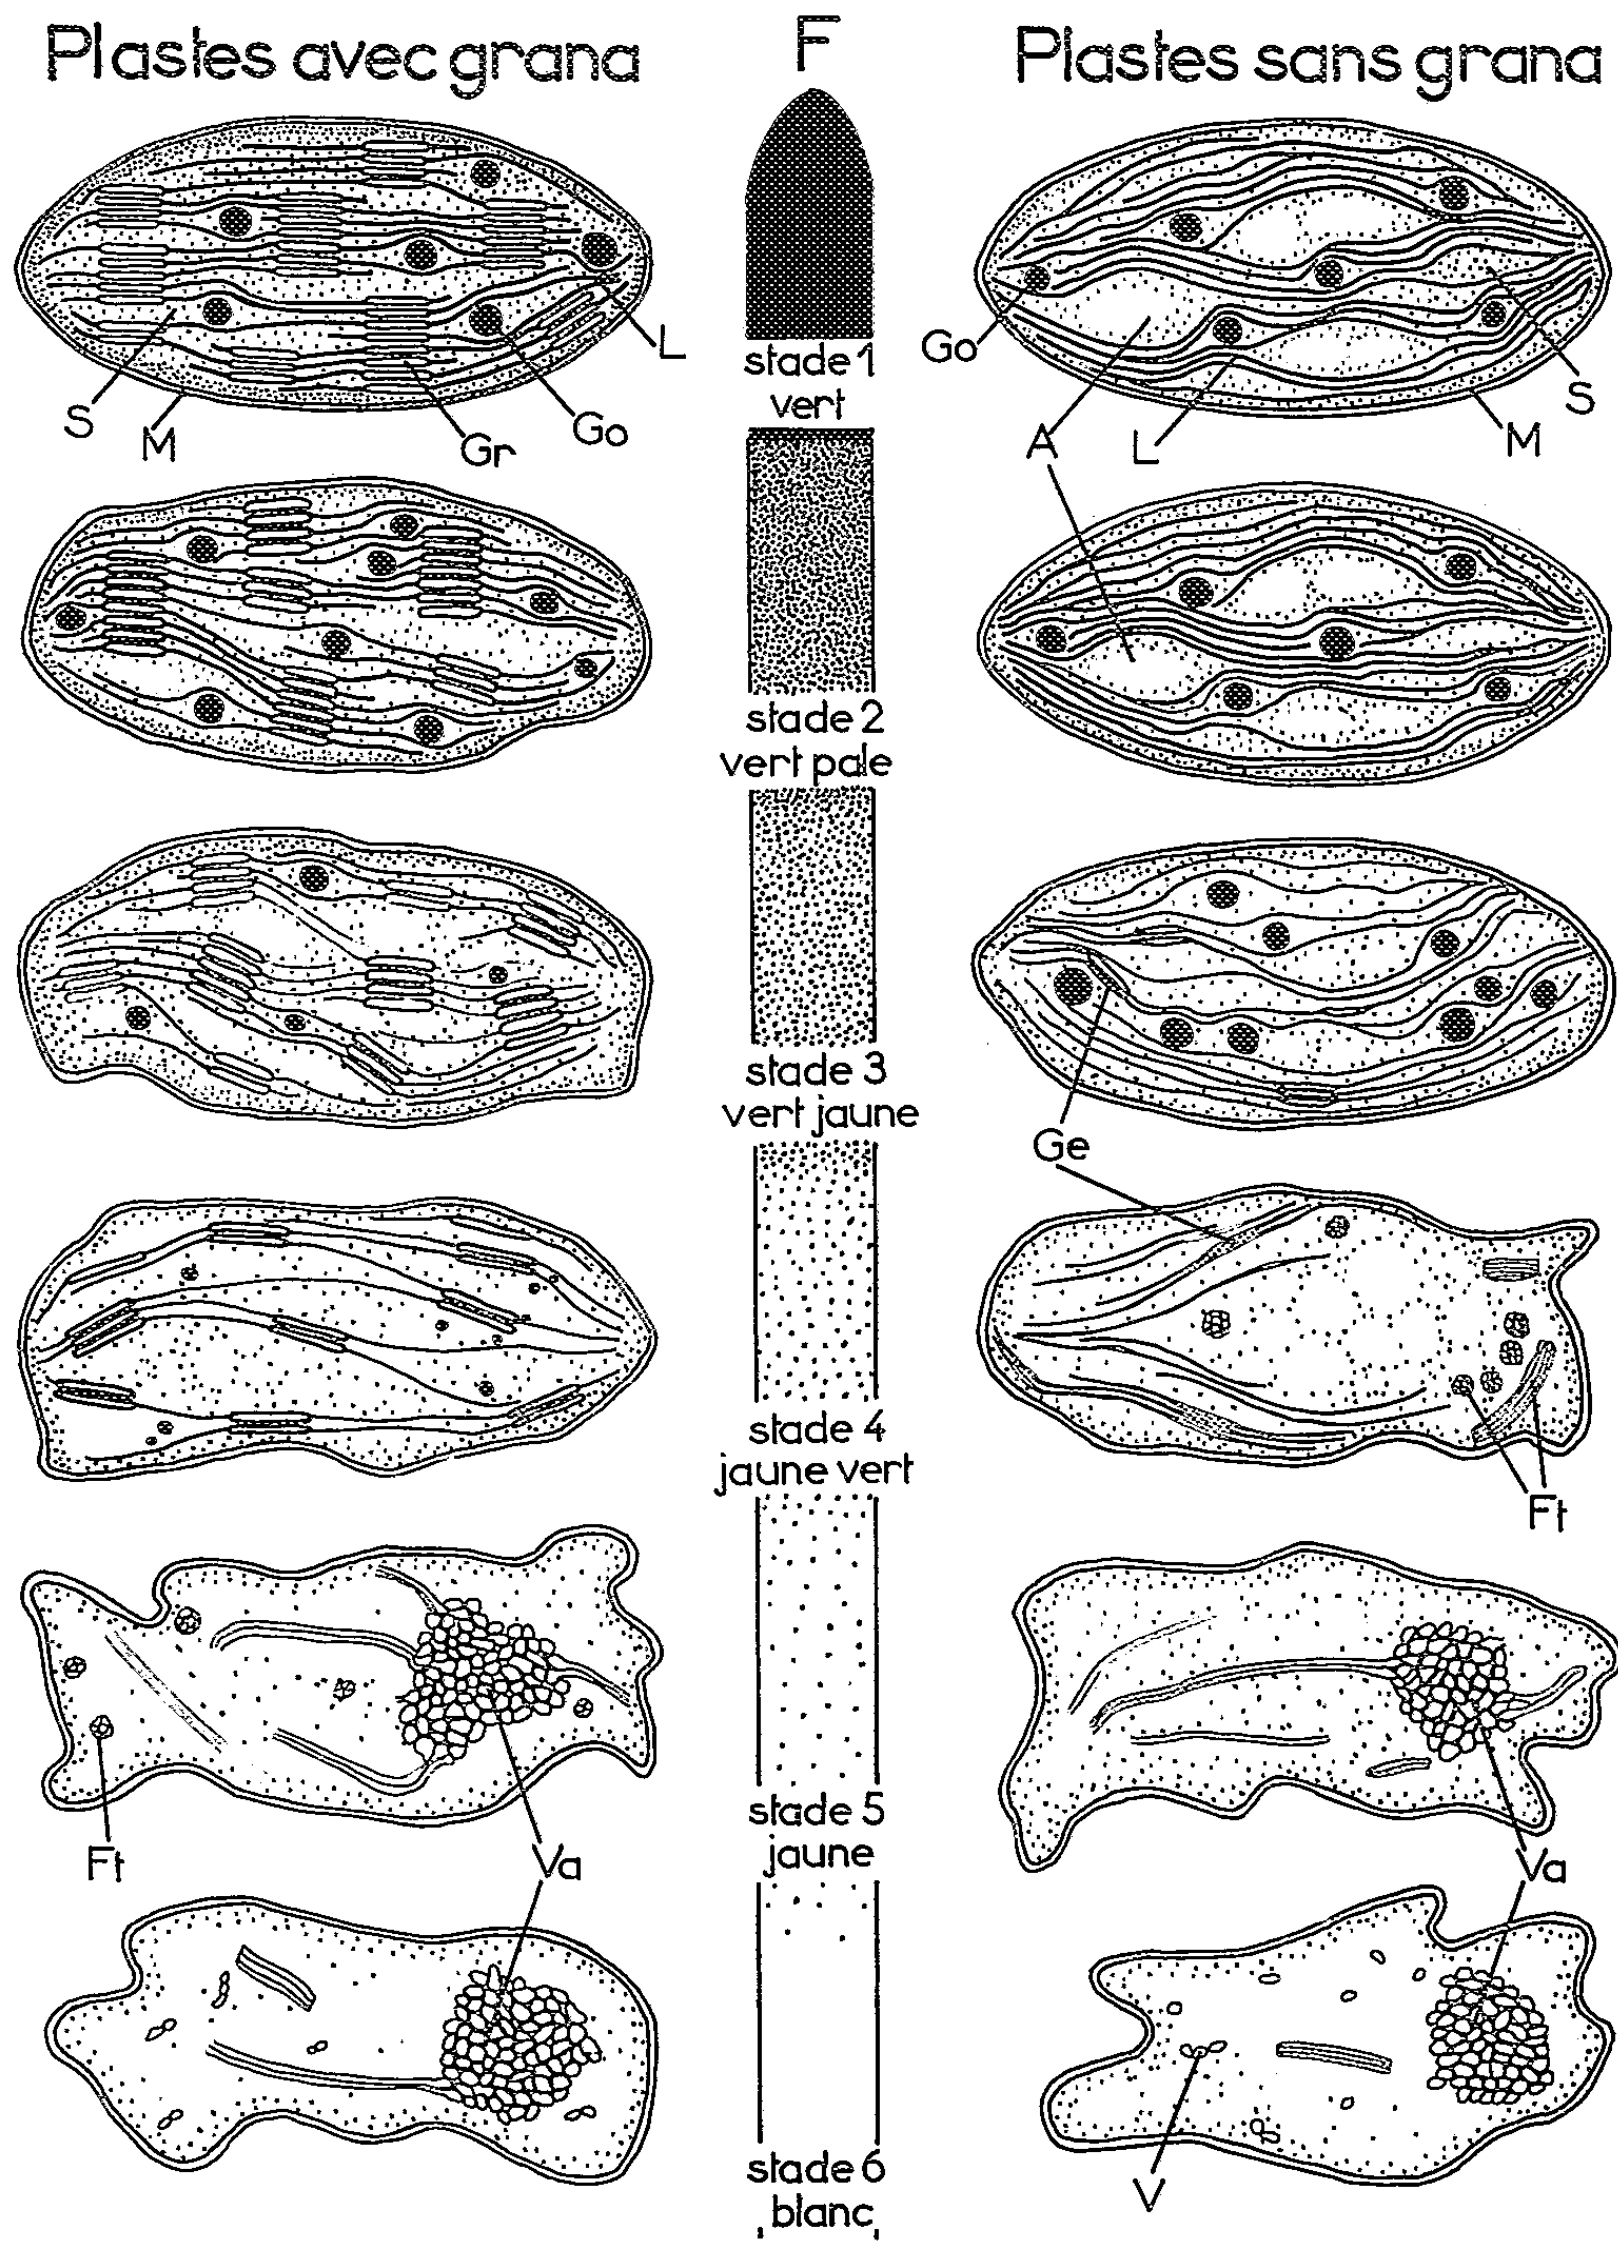 Plastes avec grana
F
Plastes sans grana
L
S
M
Gr
Go
stade 1
vert
Go
A
L
M
S
stade 2
vert pale
stade 3
vert jaune
Ge
stade 4
jaune vert
Ft
stade 5
jaune
Ft
Va
Va
stade 6
blanc
V